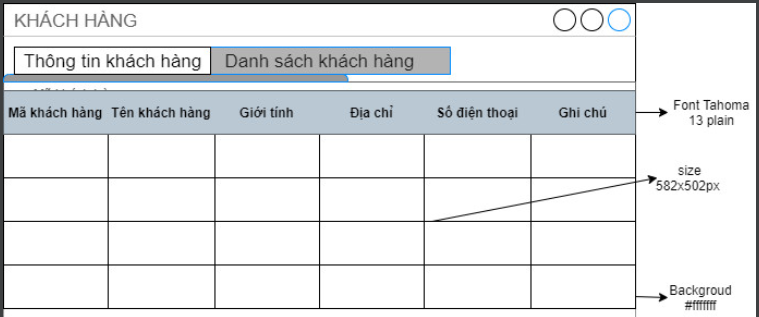 KHÁCH HÀNG
Thông tin khách hàng
Danh sách khách hàng
Mã khách hàng
Tên khách hàng
Giới tính
Địa chỉ
Số điện thoại
Ghi chú
Font Tahoma
13 plain
size
582x502px
Backgroud
#fffffff